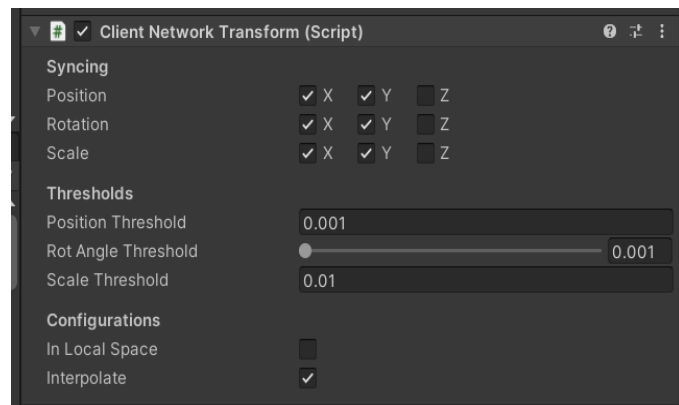 Client Network Transform (Script)
Syncing
Position X Y Z
Rotation X Y Z
Scale X Y Z
Thresholds
Position Threshold 0.001
Rot Angle Threshold 0.001
Scale Threshold 0.01
Configurations
In Local Space
Interpolate